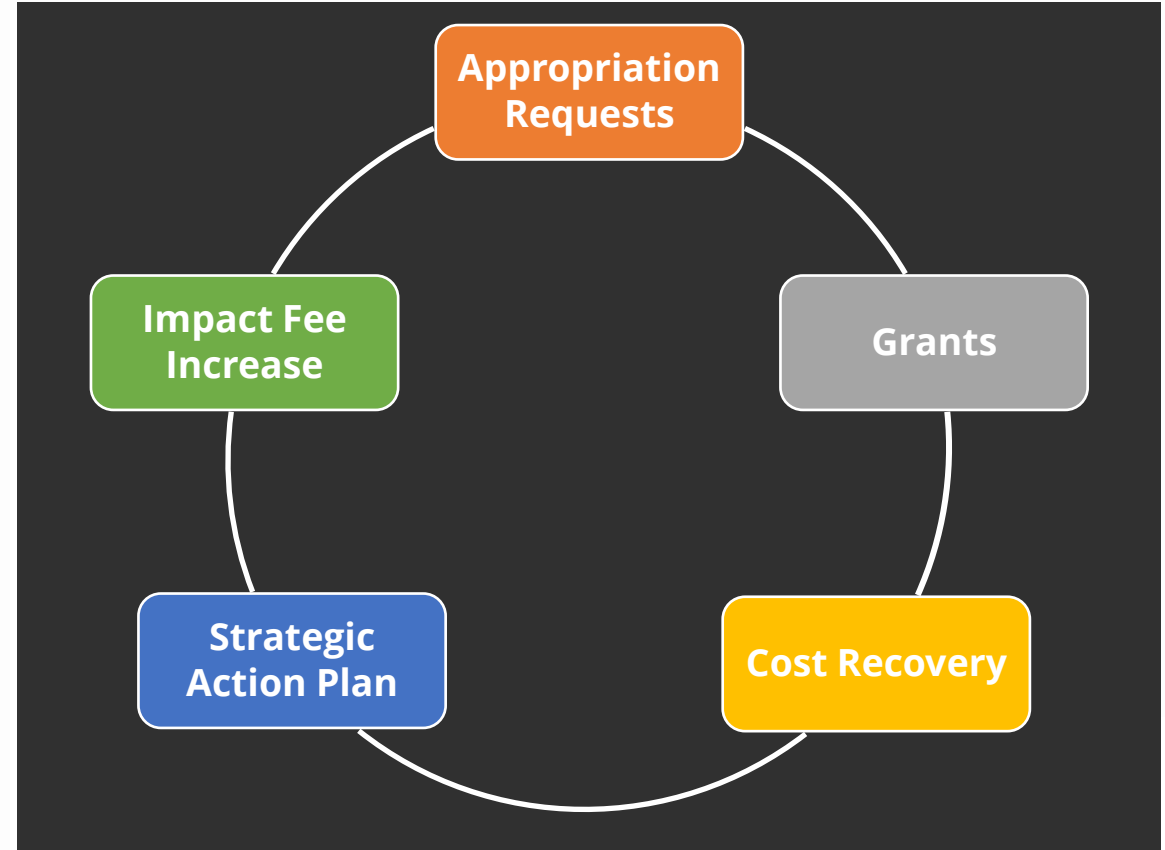 Appropriation
Requests
Grants
Cost Recovery
Strategic
Action Plan
Impact Fee
Increase